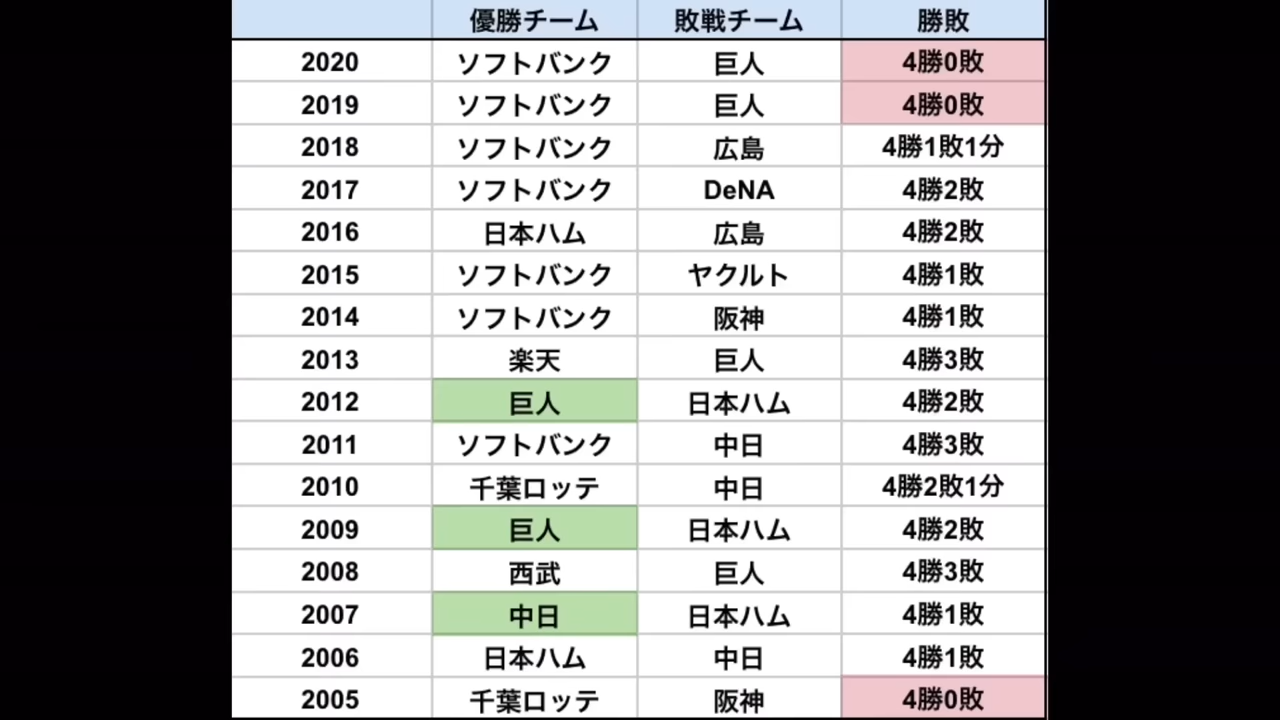 優勝チーム 敗戦チーム 勝敗
2020 ソフトバンク 巨人 4勝0敗
2019 ソフトバンク 巨人 4勝0敗
2018 ソフトバンク 広島 4勝1敗1分
2017 ソフトバンク DeNA 4勝2敗
2016 日本ハム 広島 4勝2敗
2015 ソフトバンク ヤクルト 4勝1敗
2014 ソフトバンク 阪神 4勝1敗
2013 楽天 巨人 4勝3敗
2012 巨人 日本ハム 4勝2敗
2011 ソフトバンク 中日 4勝3敗
2010 千葉ロッテ 中日 4勝2敗1分
2009 巨人 日本ハム 4勝2敗
2008 西武 巨人 4勝3敗
2007 中日 日本ハム 4勝1敗
2006 日本ハム 中日 4勝1敗
2005 千葉ロッテ 阪神 4勝0敗